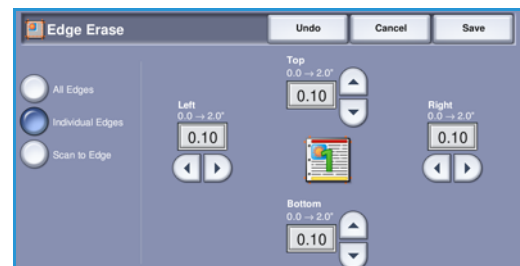 Edge Erase
Undo
Cancel
Save
All Edges
Individual Edges
Scan to Edge
Top
0.0 → 2.0"
0.10
Left
0.0 → 2.0"
0.10
Right
0.0 → 2.0"
0.10
Bottom
0.0 → 2.0"
0.10